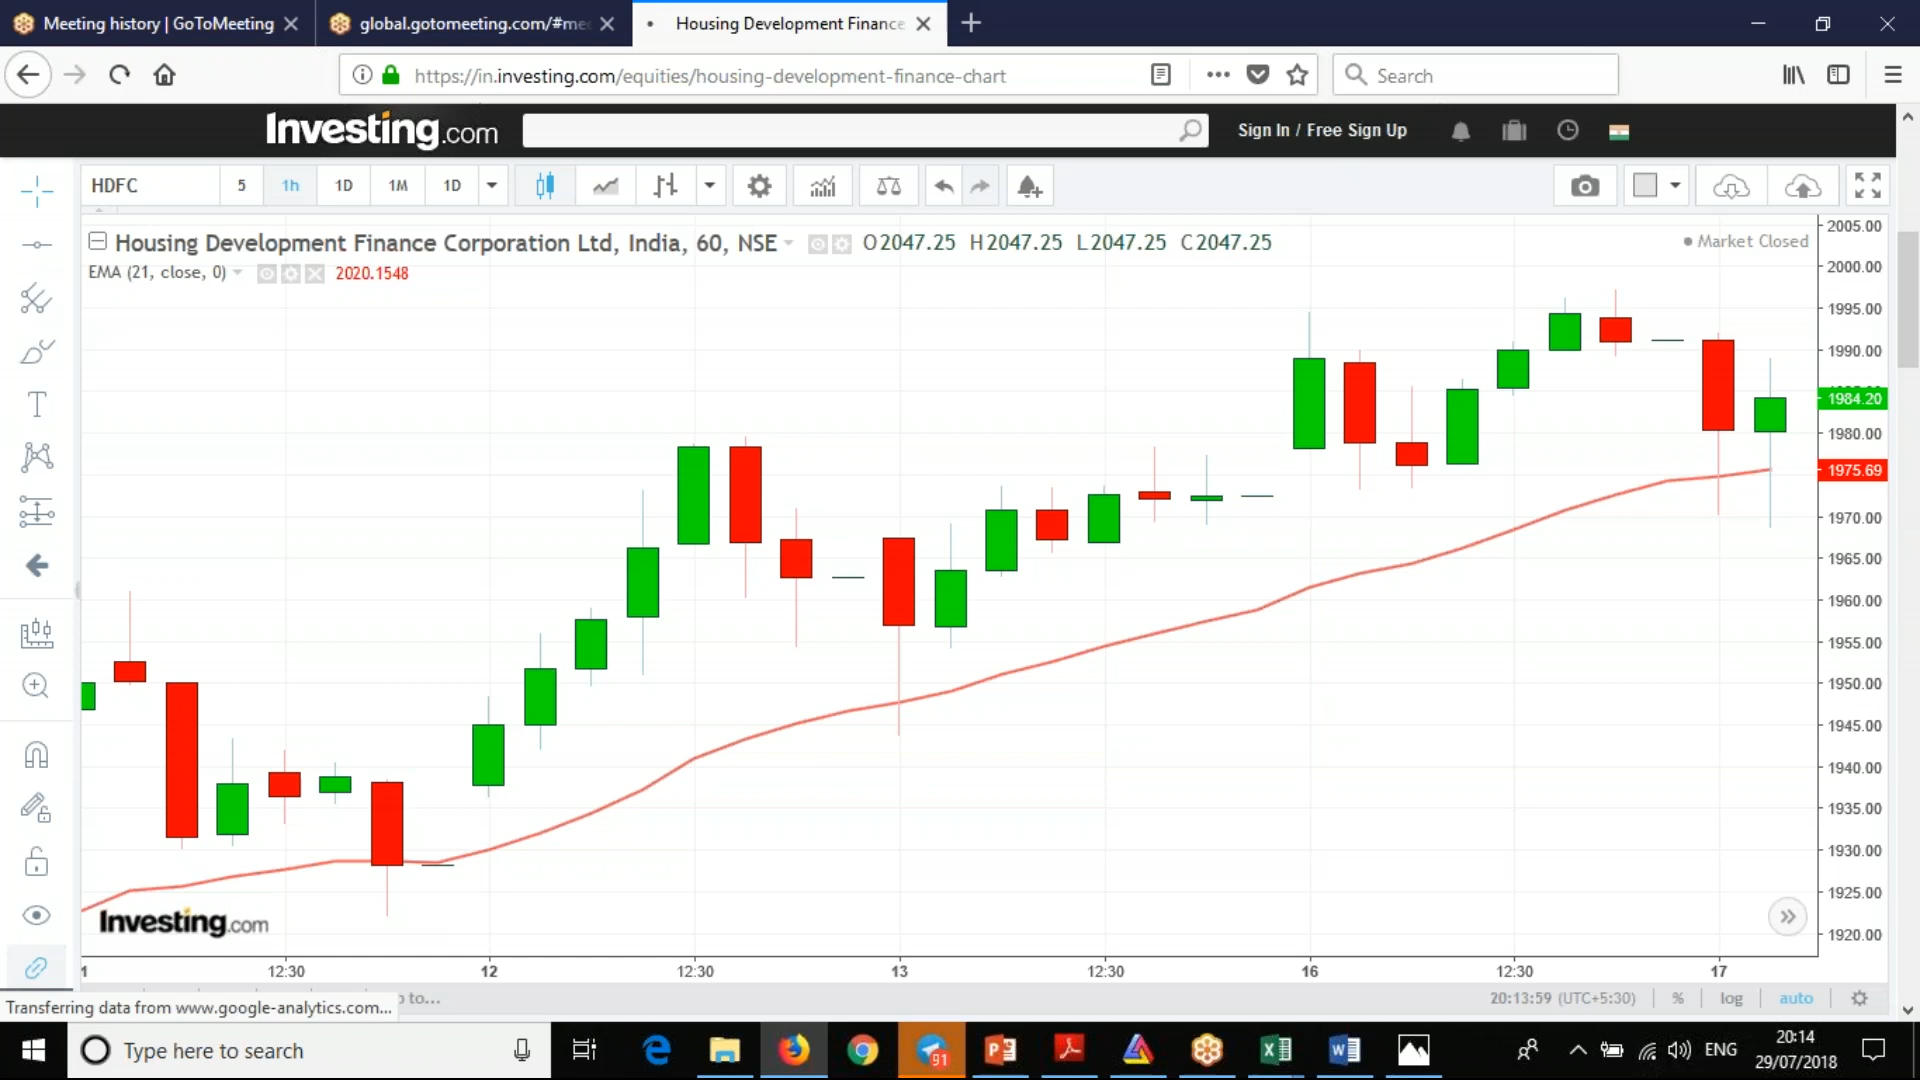 Meeting history | GoToMeeting
global.gotomeeting.com/#me
Housing Development Finance
https://in.investing.com/equities/housing-development-finance-chart
Search
Investing.com
Sign In / Free Sign Up
HDFC 5 1h 1D 1M 1D
Housing Development Finance Corporation Ltd, India, 60, NSE O2047.25 H2047.25 L2047.25 C2047.25
Market Closed
EMA (21, close, 0) 2020.1548
2005.00
2000.00
1995.00
1990.00
1984.20
1980.00
1975.69
1970.00
1965.00
1960.00
1955.00
1950.00
1945.00
1940.00
1935.00
1930.00
1925.00
1920.00
Investing.com
12:30 12 12:30 13 12:30 16 12:30 17
to...
20:13:59 (UTC+5:30) % log auto
Transferring data from www.google-analytics.com...
Type here to search
91
ENG
20:14
29/07/2018